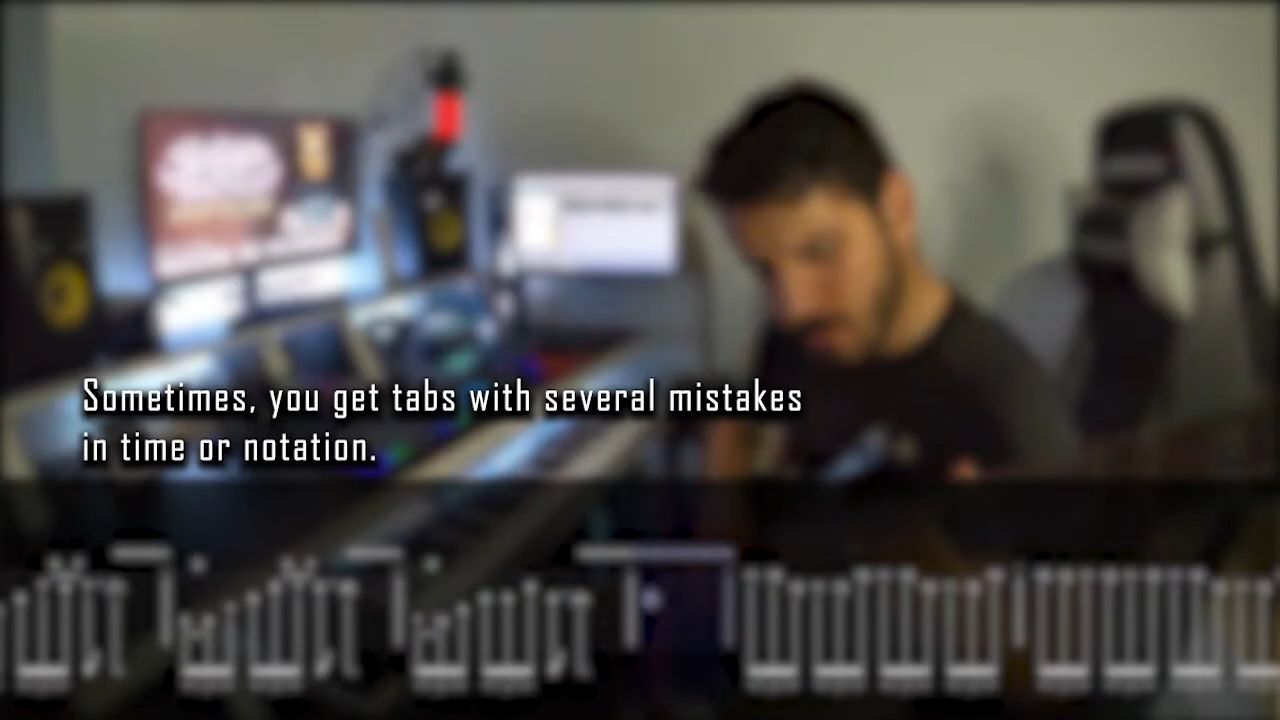 Sometimes, you get tabs with several mistakes
in time or notation.